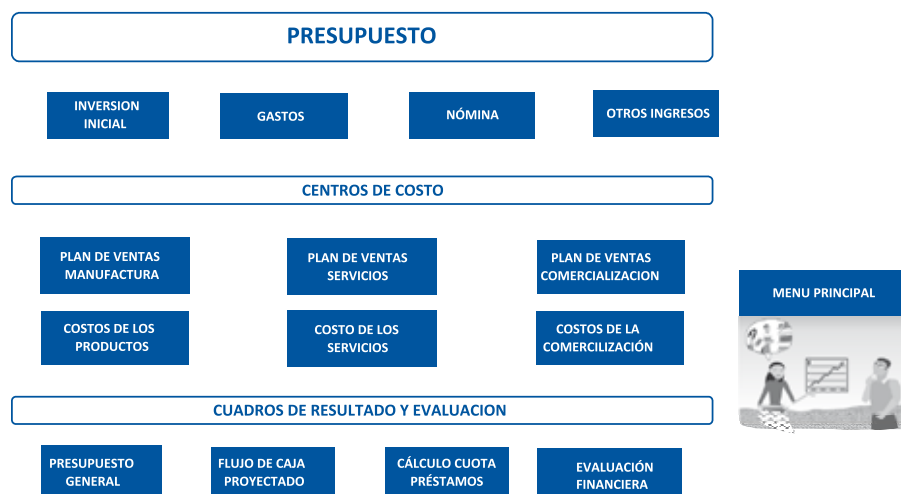 PRESUPUESTO
INVERSION
INICIAL
GASTOS
NÓMINA
OTROS INGRESOS
CENTROS DE COSTO
PLAN DE VENTAS
MANUFACTURA
PLAN DE VENTAS
SERVICIOS
PLAN DE VENTAS
COMERCIALIZACION
MENU PRINCIPAL
COSTOS DE LOS
PRODUCTOS
COSTO DE LOS
SERVICIOS
COSTOS DE LA
COMERCILIZACIÓN
CUADROS DE RESULTADO Y EVALUACION
PRESUPUESTO
GENERAL
FLUJO DE CAJA
PROYECTADO
CÁLCULO CUOTA
PRÉSTAMOS
EVALUACIÓN
FINANCIERA